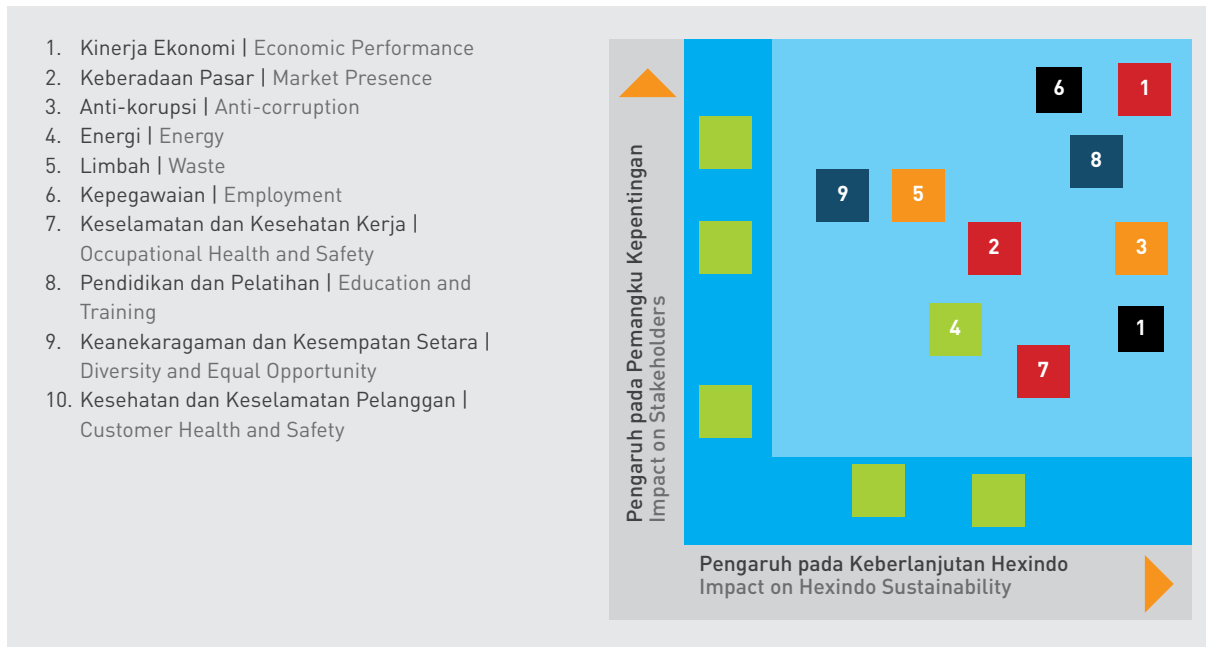 1. Kinerja Ekonomi | Economic Performance
2. Keberadaan Pasar | Market Presence
3. Anti-korupsi | Anti-corruption
4. Energi | Energy
5. Limbah | Waste
6. Kepegawaian | Employment
7. Keselamatan dan Kesehatan Kerja |
Occupational Health and Safety
8. Pendidikan dan Pelatihan | Education and
Training
9. Keanekaragaman dan Kesempatan Setara |
Diversity and Equal Opportunity
10. Kesehatan dan Keselamatan Pelanggan |
Customer Health and Safety
Pengaruh pada Pemangku Kepentingan
Impact on Stakeholders
6 1
8
9 5
2 3
4 1
7
Pengaruh pada Keberlanjutan Hexindo
Impact on Hexindo Sustainability